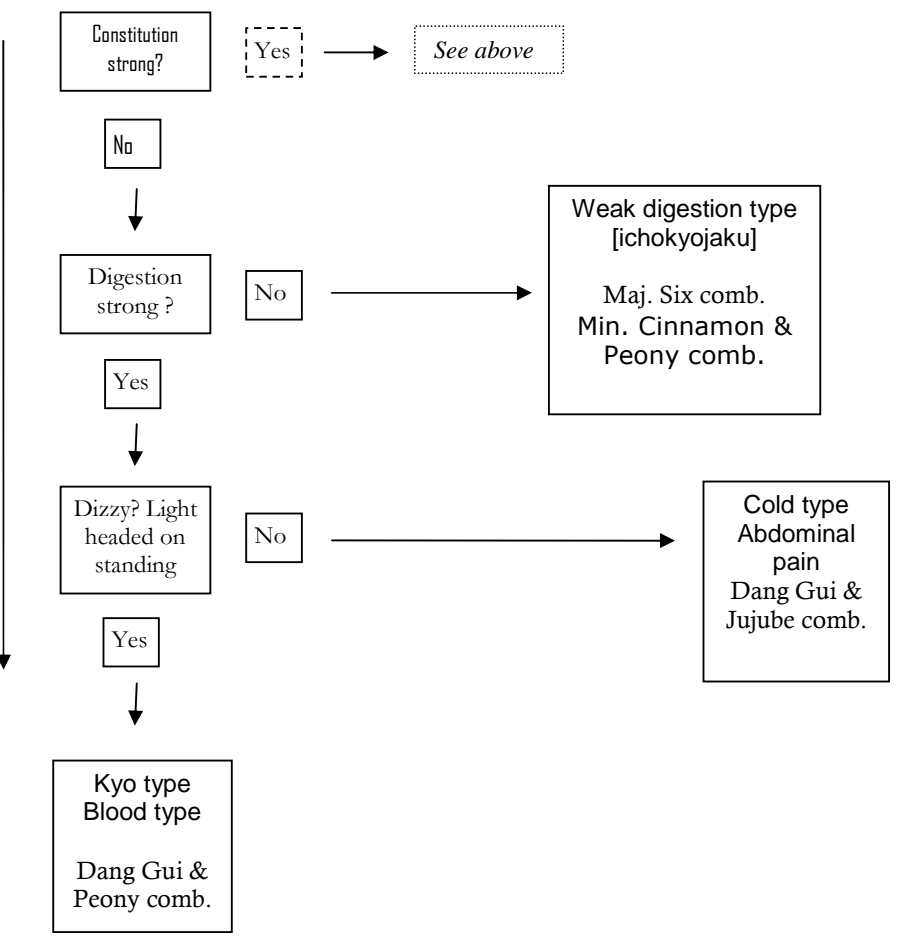 Constitution
strong?
Yes
See above
No
Weak digestion type
[ichokyojaku]
Maj. Six comb.
Min. Cinnamon &
Peony comb.
Digestion
strong ?
No
Yes
Dizzy? Light
headed on
standing
No
Cold type
Abdominal
pain
Dang Gui &
Jujube comb.
Yes
Kyo type
Blood type
Dang Gui &
Peony comb.